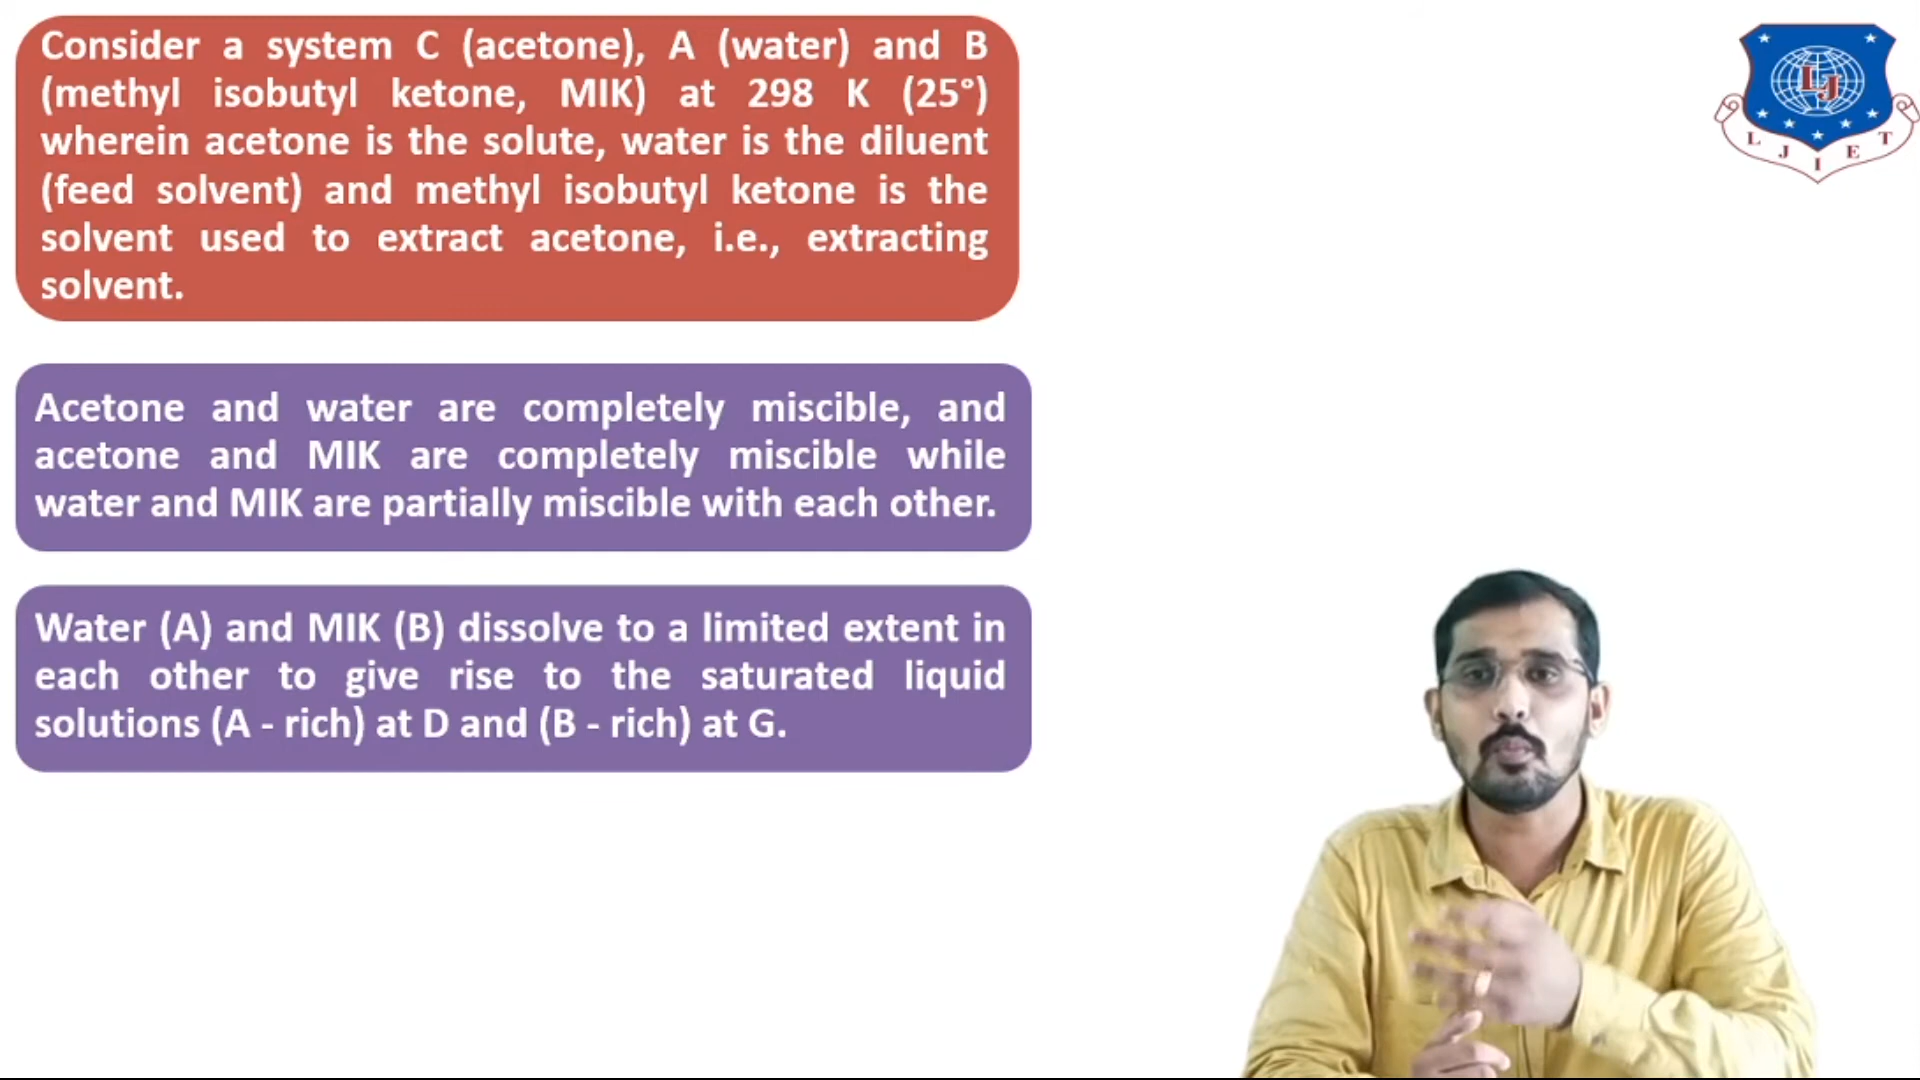 Consider a system C (acetone), A (water) and B
(methyl isobutyl ketone, MIK) at 298 K (25°)
wherein acetone is the solute, water is the diluent
(feed solvent) and methyl isobutyl ketone is the
solvent used to extract acetone, i.e., extracting
solvent.
Acetone and water are completely miscible, and
acetone and MIK are completely miscible while
water and MIK are partially miscible with each other.
Water (A) and MIK (B) dissolve to a limited extent in
each other to give rise to the saturated liquid
solutions (A - rich) at D and (B - rich) at G.
LJ
L J I E T